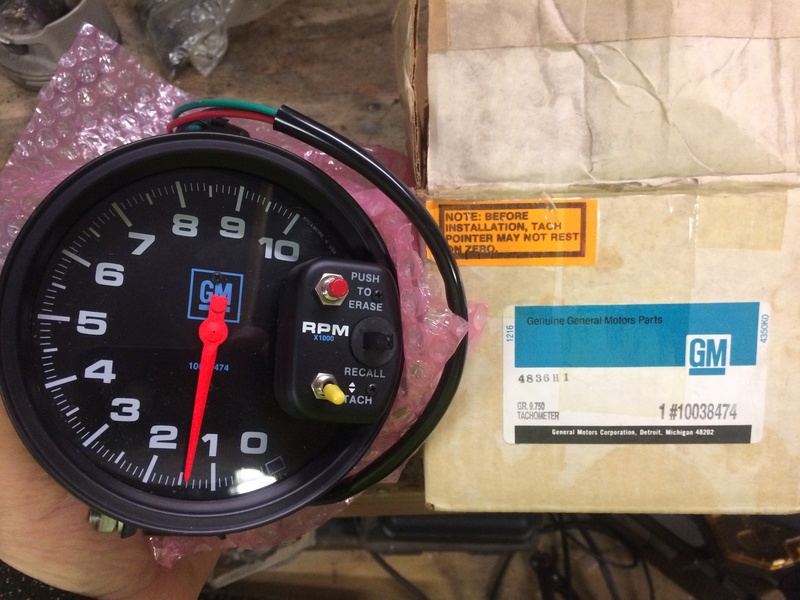 10
9
8
7
6
5
4
3
2
1
0
GM
PUSH
TO
ERASE
RPM
X1000
RECALL
TACH
NOTE: BEFORE
INSTALLATION, TACH
POINTER MAY NOT REST
ON ZERO.
1216
Genuine General Motors Parts
4350K0
GM
4836H1
GR. 9.750
TACHOMETER
1 #10038474
General Motors Corporation, Detroit, Michigan 48202